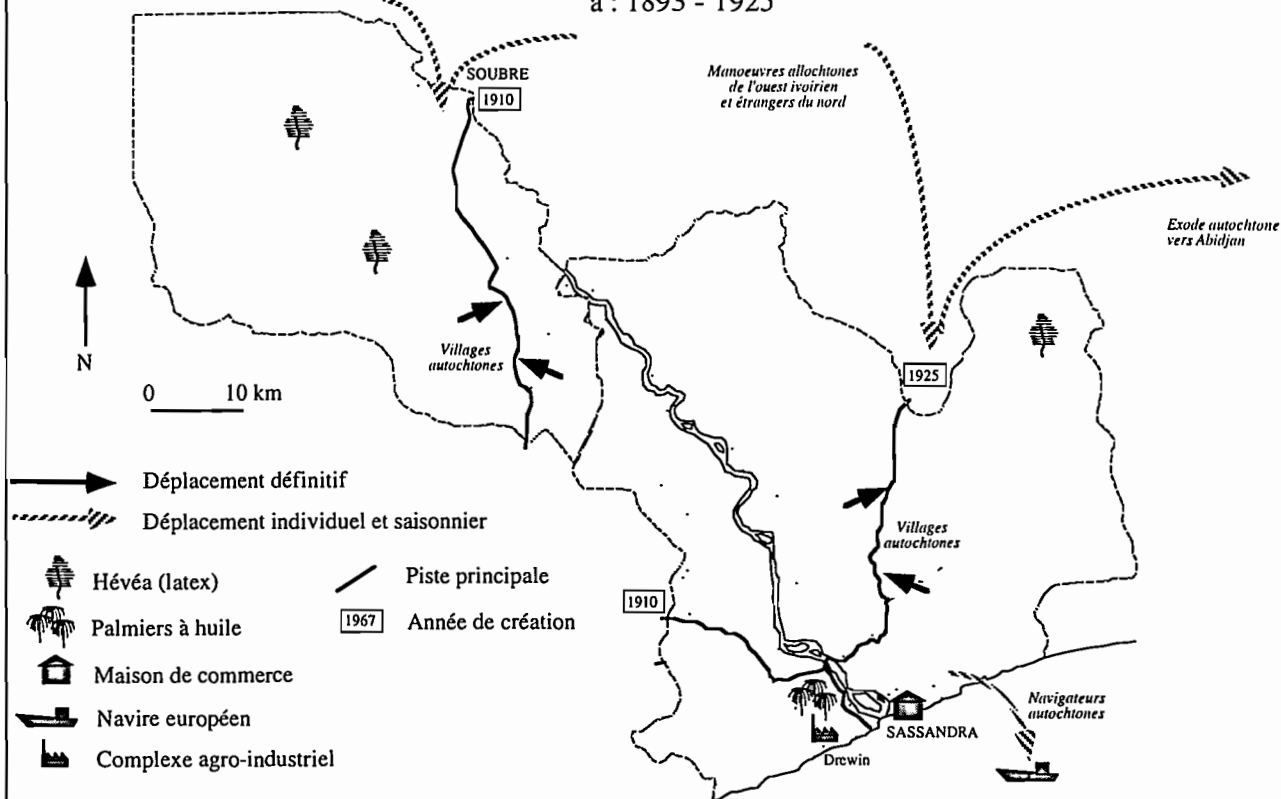 a : 1893 - 1925
SOUBRE
1910
Manoeuvres allochtones
de l'ouest ivoirien
et étrangers du nord
Exode autochtone
vers Abidjan
N
0 10 km
Villages
autochtones
1925
Villages
autochtones
1910
Navigateurs
autochtones
SASSANDRA
Drewin
Déplacement définitif
Déplacement individuel et saisonnier
Hévéa (latex)
Palmiers à huile
Maison de commerce
Navire européen
Complexe agro-industriel
Piste principale
1967 Année de création